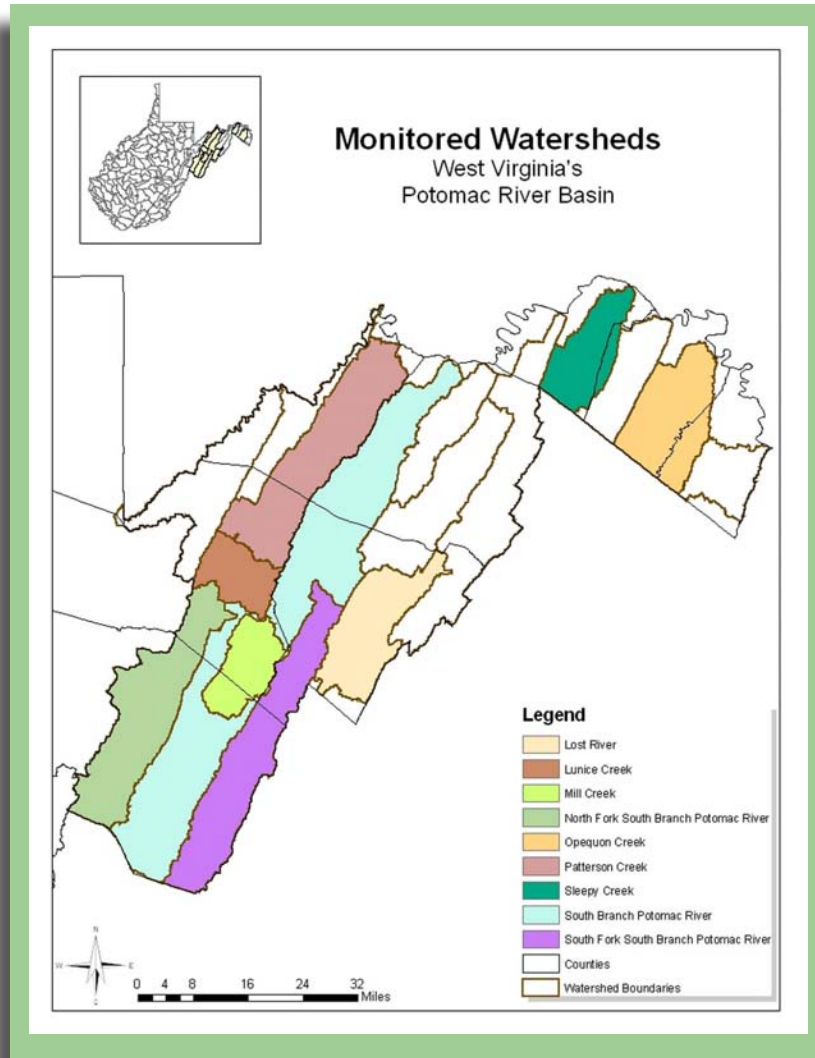 Monitored Watersheds
West Virginia's
Potomac River Basin
Legend
Lost River
Lunice Creek
Mill Creek
North Fork South Branch Potomac River
Opequon Creek
Patterson Creek
Sleepy Creek
South Branch Potomac River
South Fork South Branch Potomac River
Counties
Watershed Boundaries
N
W E
S
0 4 8 16 24 32
Miles